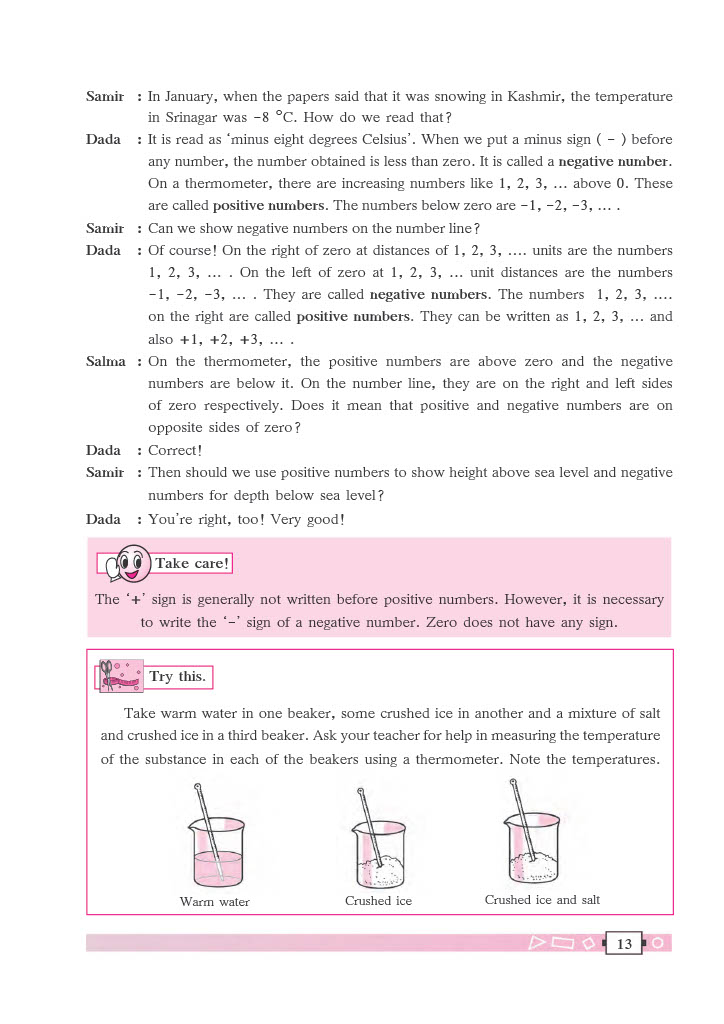 Samir : In January, when the papers said that it was snowing in Kashmir, the temperature
in Srinagar was -8 °C. How do we read that?
Dada : It is read as ‘minus eight degrees Celsius’. When we put a minus sign ( - ) before
any number, the number obtained is less than zero. It is called a negative number.
On a thermometer, there are increasing numbers like 1, 2, 3, ... above 0. These
are called positive numbers. The numbers below zero are -1, -2, -3, ... .
Samir : Can we show negative numbers on the number line?
Dada : Of course! On the right of zero at distances of 1, 2, 3, .... units are the numbers
1, 2, 3, ... . On the left of zero at 1, 2, 3, ... unit distances are the numbers
-1, -2, -3, ... . They are called negative numbers. The numbers 1, 2, 3, ....
on the right are called positive numbers. They can be written as 1, 2, 3, ... and
also +1, +2, +3, ... .
Salma : On the thermometer, the positive numbers are above zero and the negative
numbers are below it. On the number line, they are on the right and left sides
of zero respectively. Does it mean that positive and negative numbers are on
opposite sides of zero?
Dada : Correct!
Samir : Then should we use positive numbers to show height above sea level and negative
numbers for depth below sea level?
Dada : You’re right, too! Very good!
Take care!
The ‘+’ sign is generally not written before positive numbers. However, it is necessary
to write the ‘-’ sign of a negative number. Zero does not have any sign.
Try this.
Take warm water in one beaker, some crushed ice in another and a mixture of salt
and crushed ice in a third beaker. Ask your teacher for help in measuring the temperature
of the substance in each of the beakers using a thermometer. Note the temperatures.
Warm water
Crushed ice
Crushed ice and salt
13